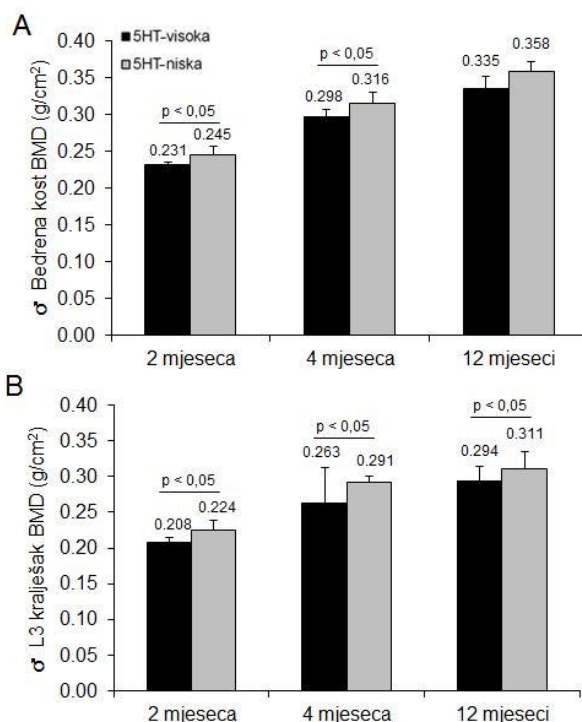 A
♂ Bedrena kost BMD (g/cm²)
0.40
0.35
0.30
0.25
0.20
0.15
0.10
0.05
0.00
5HT-visoka
5HT-niska
p < 0,05
0.231
0.245
p < 0,05
0.298
0.316
0.335
0.358
2 mjeseca
4 mjeseca
12 mjeseci
B
♂ L3 kralješak BMD (g/cm²)
0.40
0.35
0.30
0.25
0.20
0.15
0.10
0.05
0.00
p < 0,05
0.208
0.224
p < 0,05
0.263
0.291
p < 0,05
0.294
0.311
2 mjeseca
4 mjeseca
12 mjeseci